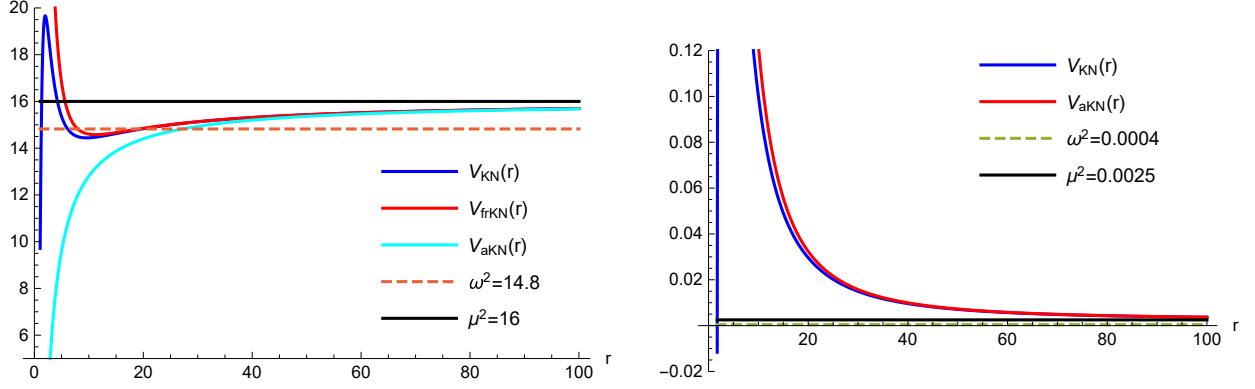 20
18
16
14
12
10
8
6
0 20 40 60 80 100 r
V_KN(r)
V_frKN(r)
V_aKN(r)
ω²=14.8
μ²=16
0.12
0.10
0.08
0.06
0.04
0.02
-0.02
20 40 60 80 100 r
V_KN(r)
V_aKN(r)
ω²=0.0004
μ²=0.0025